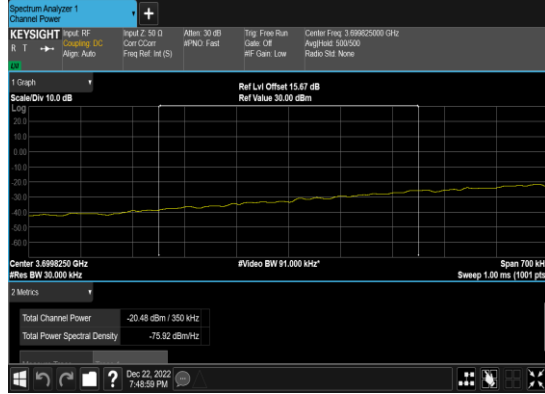 Spectrum Analyzer 1
Channel Power
+
KEYSIGHT Input: RF Input Z: 50 Ω Atten: 30 dB Trig: Free Run Center Freq: 3.699825000 GHz
R T Coupling: DC Corr CCorr #PNO: Fast Gate: Off Avg|Hold: 500/500
Align: Auto Freq Ref: Int (S) #IF Gain: Low Radio Std: None
1 Graph
Ref Lvl Offset 15.67 dB
Scale/Div 10.0 dB Ref Value 30.00 dBm
Log
20.0
10.0
0.00
-10.0
-20.0
-30.0
-40.0
-50.0
-60.0
Center 3.6998250 GHz #Video BW 91.000 kHz* Span 700 kH
#Res BW 30.000 kHz Sweep 1.00 ms (1001 pts
2 Metrics
Total Channel Power -20.48 dBm / 350 kHz
Total Power Spectral Density -75.92 dBm/Hz
?
Dec 22, 2022
7:48:59 PM